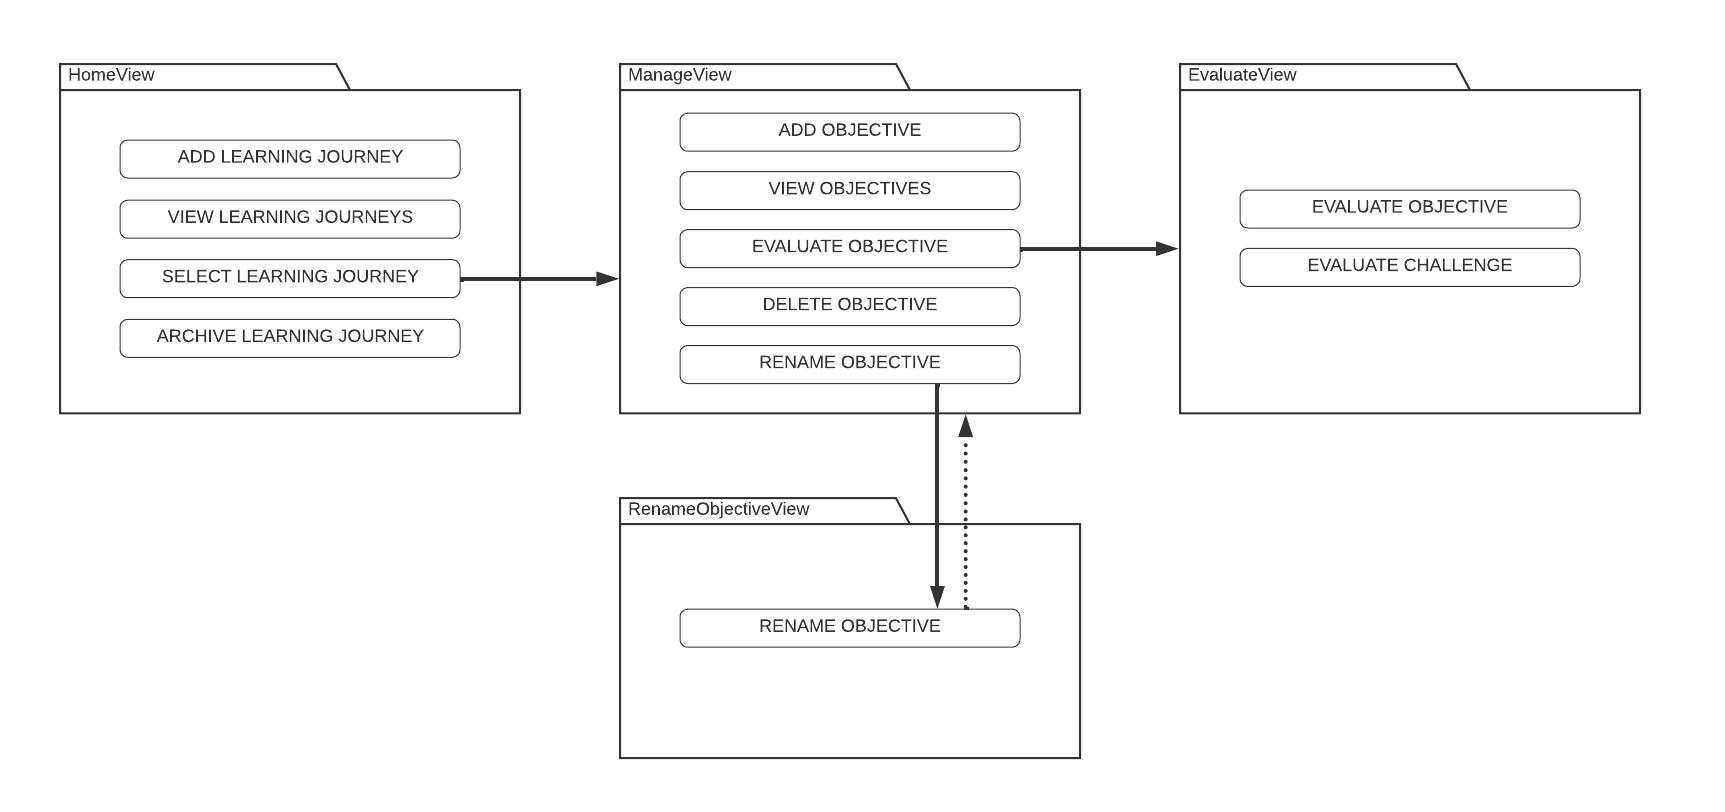 HomeView
ADD LEARNING JOURNEY
VIEW LEARNING JOURNEYS
SELECT LEARNING JOURNEY
ARCHIVE LEARNING JOURNEY
ManageView
ADD OBJECTIVE
VIEW OBJECTIVES
EVALUATE OBJECTIVE
DELETE OBJECTIVE
RENAME OBJECTIVE
EvaluateView
EVALUATE OBJECTIVE
EVALUATE CHALLENGE
RenameObjectiveView
RENAME OBJECTIVE